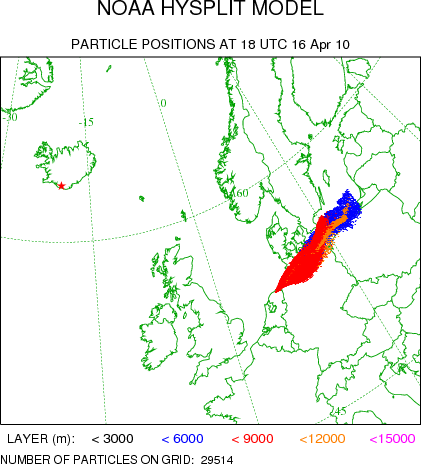 NOAA HYSPLIT MODEL
PARTICLE POSITIONS AT 18 UTC 16 Apr 10
-30
-15
0
60
45
LAYER (m): < 3000 < 6000 < 9000 <12000 <15000
NUMBER OF PARTICLES ON GRID: 29514